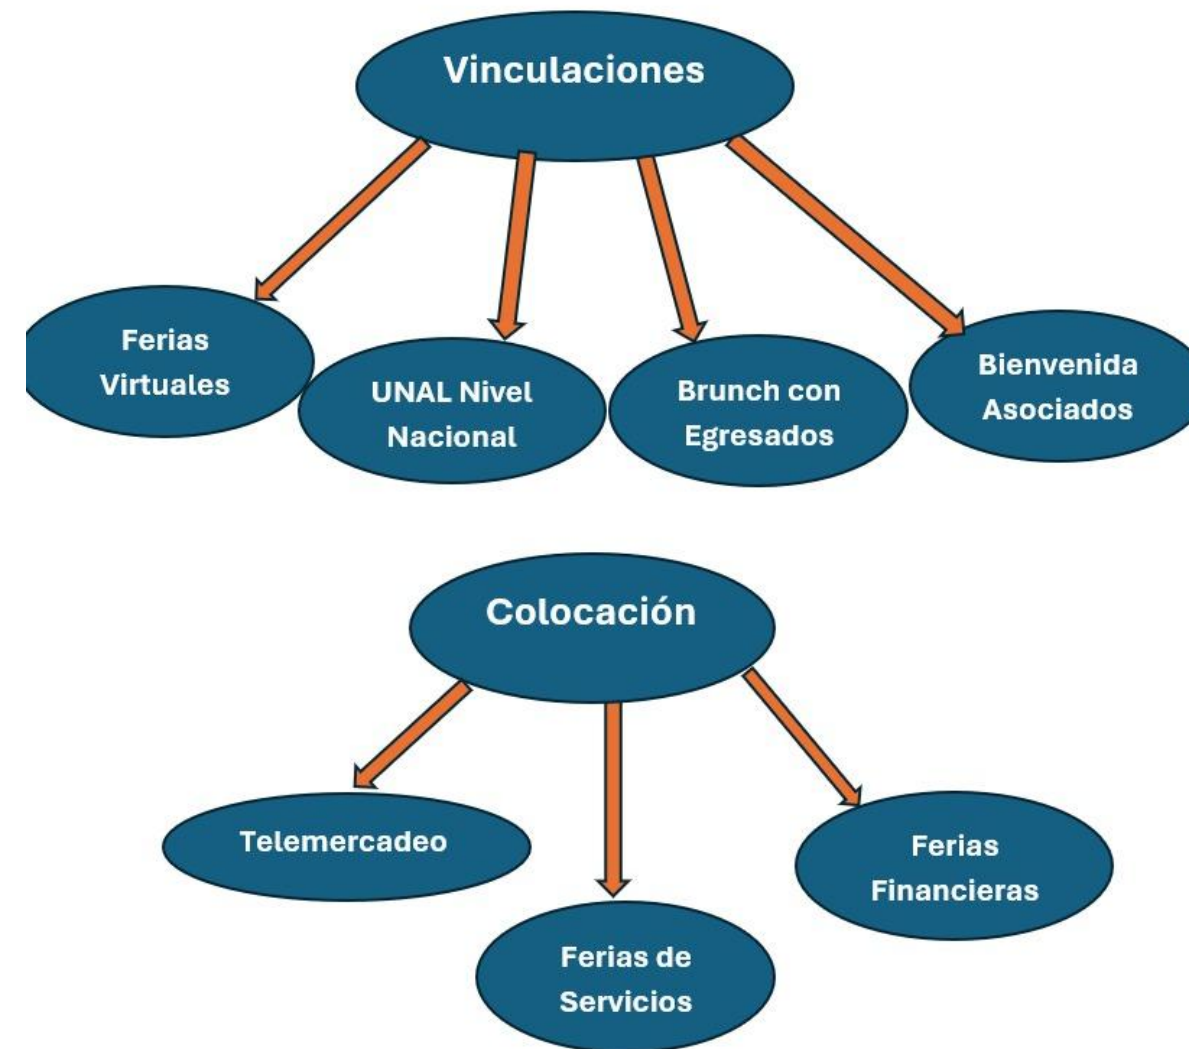 Vinculaciones
Ferias
Virtuales
UNAL Nivel
Nacional
Brunch con
Egresados
Bienvenida
Asociados
Colocación
Telemercadeo
Ferias de
Servicios
Ferias
Financieras